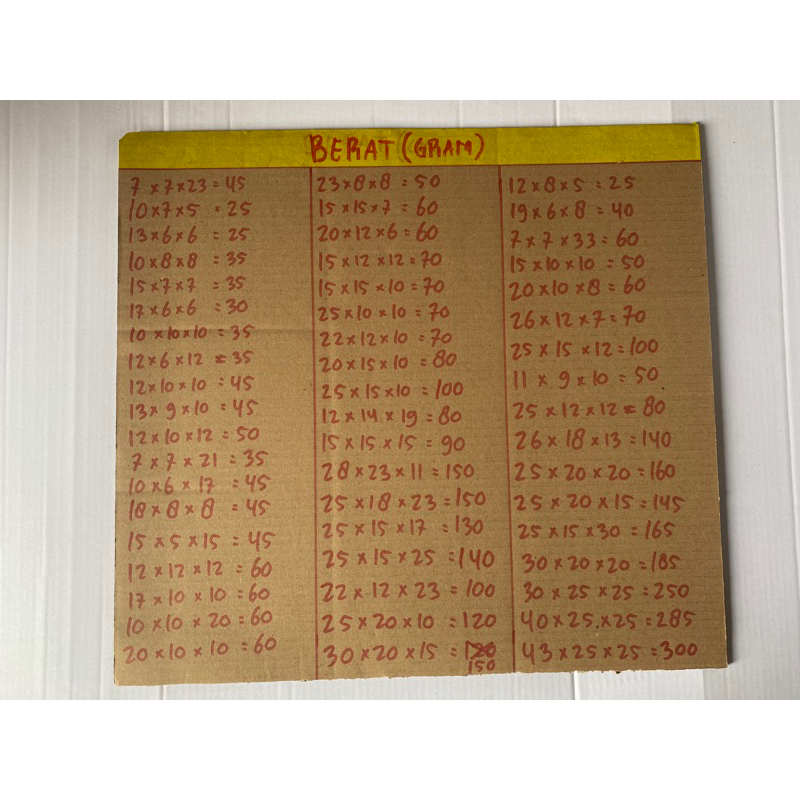 BERAT (GRAM)
7 x 7 x 23 = 45
10 x 7 x 5 = 25
13 x 6 x 6 = 25
10 x 8 x 8 = 35
15 x 7 x 7 = 35
17 x 6 x 6 = 30
10 x 10 x 10 = 35
12 x 6 x 12 = 35
12 x 10 x 10 = 45
13 x 9 x 10 = 45
12 x 10 x 12 = 50
7 x 7 x 21 = 35
10 x 6 x 17 = 45
18 x 8 x 8 = 45
15 x 5 x 15 = 45
12 x 12 x 12 = 60
17 x 10 x 10 = 60
10 x 10 x 20 = 60
20 x 10 x 10 = 60
23 x 8 x 8 = 50
15 x 15 x 7 = 60
20 x 12 x 6 = 60
15 x 12 x 12 = 70
15 x 15 x 10 = 70
25 x 10 x 10 = 70
22 x 12 x 10 = 70
20 x 15 x 10 = 80
25 x 15 x 10 = 100
12 x 14 x 19 = 80
15 x 15 x 15 = 90
28 x 23 x 11 = 150
25 x 18 x 23 = 150
25 x 15 x 17 = 130
25 x 15 x 25 = 140
22 x 12 x 23 = 100
25 x 20 x 10 = 120
30 x 20 x 15 = 120
150
12 x 8 x 5 = 25
19 x 6 x 8 = 40
7 x 7 x 33 = 60
15 x 10 x 10 = 50
20 x 10 x 8 = 60
26 x 12 x 7 = 70
25 x 15 x 12 = 100
11 x 9 x 10 = 50
25 x 12 x 12 = 80
26 x 18 x 13 = 140
25 x 20 x 20 = 160
25 x 20 x 15 = 145
25 x 15 x 30 = 165
30 x 20 x 20 = 185
30 x 25 x 25 = 250
40 x 25 x 25 = 285
43 x 25 x 25 = 300